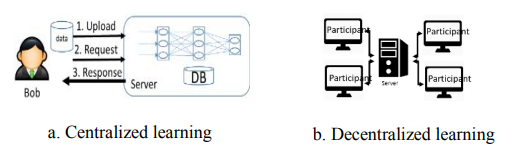 data
1. Upload
2. Request
3. Response
Bob
Server
DB
a. Centralized learning
Participant
Participant
Participant
Participant
Server
b. Decentralized learning